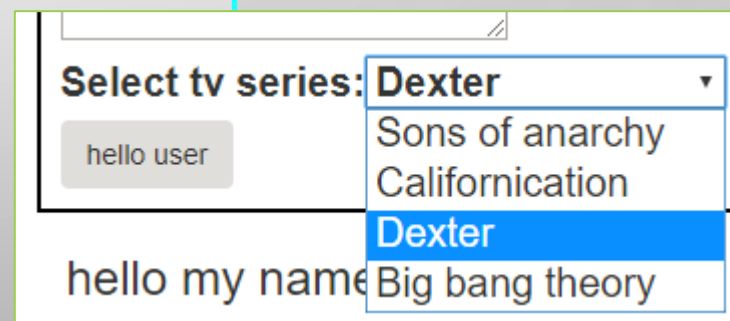 Select tv series: Dexter
Sons of anarchy
hello user
Californication
Dexter
hello my name
Big bang theory